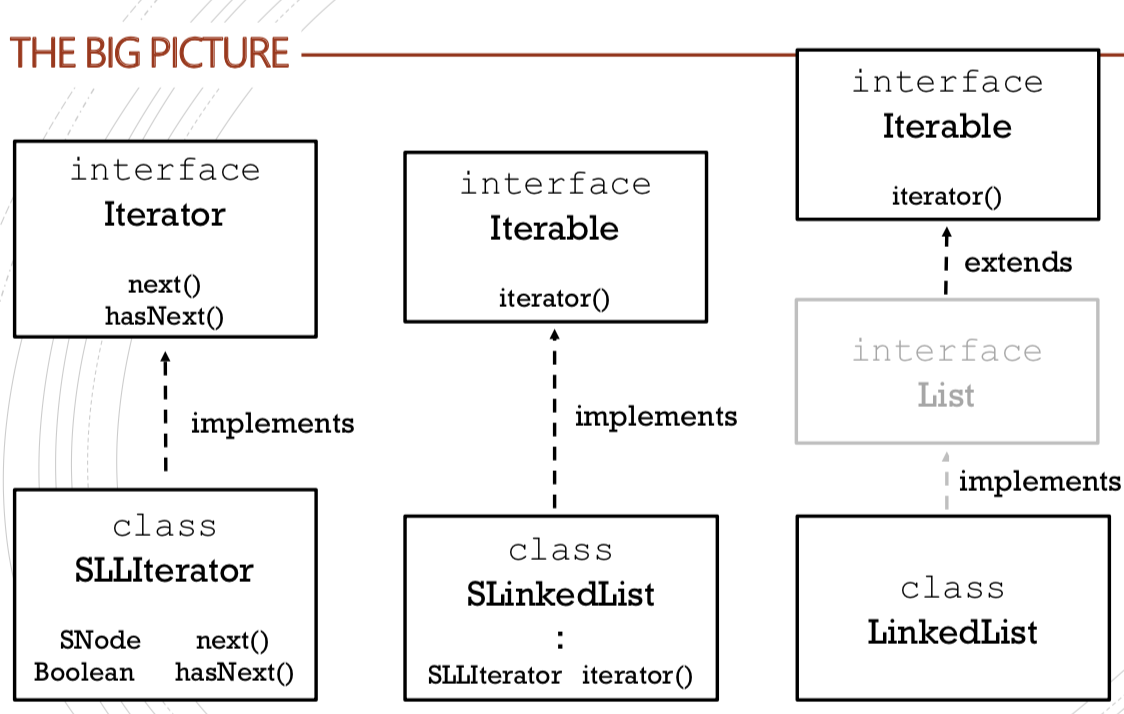 THE BIG PICTURE
interface
Iterator
next()
hasNext()
implements
class
SLLIterator
SNode next()
Boolean hasNext()
interface
Iterable
iterator()
implements
class
SLinkedList
:
SLLIterator iterator()
interface
Iterable
iterator()
extends
interface
List
implements
class
LinkedList